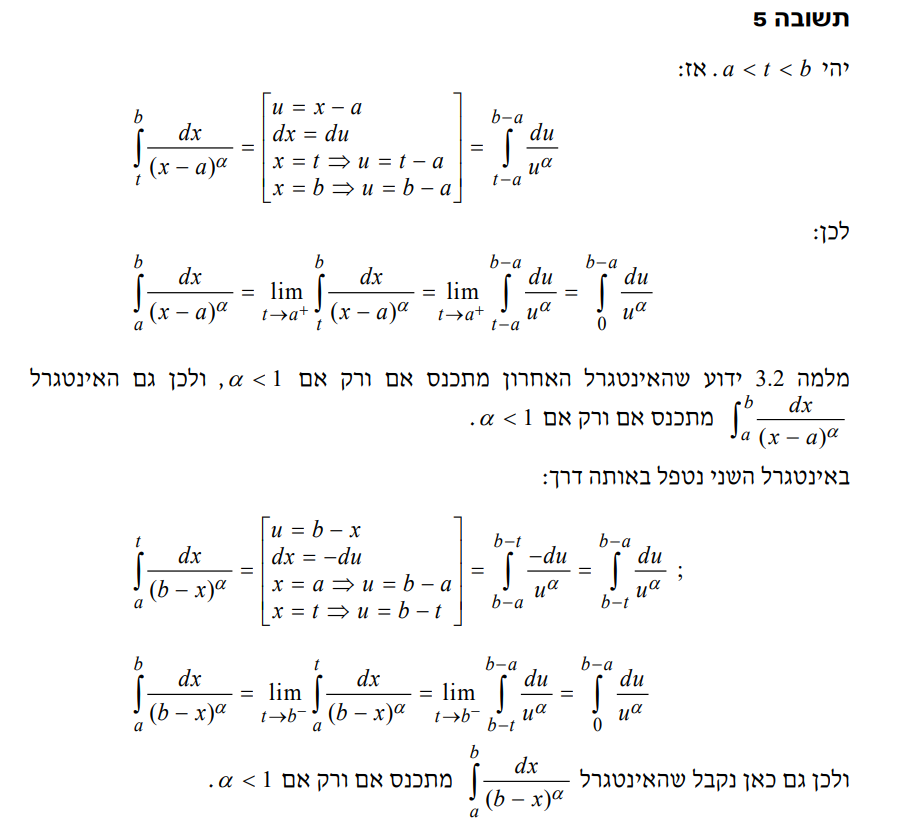 תשובה 5
יהי a < t < b. אז:
$$\int_t^b \frac{dx}{(x-a)^\alpha} = \begin{bmatrix} u = x - a \\ dx = du \\ x = t \Rightarrow u = t - a \\ x = b \Rightarrow u = b - a \end{bmatrix} = \int_{t-a}^{b-a} \frac{du}{u^\alpha}$$
לכן:
$$\int_a^b \frac{dx}{(x-a)^\alpha} = \lim_{t \to a^+} \int_t^b \frac{dx}{(x-a)^\alpha} = \lim_{t \to a^+} \int_{t-a}^{b-a} \frac{du}{u^\alpha} = \int_0^{b-a} \frac{du}{u^\alpha}$$
מלמה 3.2 ידוע שהאינטגרל האחרון מתכנס אם ורק אם α < 1, ולכן גם האינטגרל
$\int_a^b \frac{dx}{(x-a)^\alpha}$ מתכנס אם ורק אם α < 1.
באינטגרל השני נטפל באותה דרך:
$$\int_a^t \frac{dx}{(b-x)^\alpha} = \begin{bmatrix} u = b - x \\ dx = -du \\ x = a \Rightarrow u = b - a \\ x = t \Rightarrow u = b - t \end{bmatrix} = \int_{b-a}^{b-t} \frac{-du}{u^\alpha} = \int_{b-t}^{b-a} \frac{du}{u^\alpha} \ ;$$
$$\int_a^b \frac{dx}{(b-x)^\alpha} = \lim_{t \to b^-} \int_a^t \frac{dx}{(b-x)^\alpha} = \lim_{t \to b^-} \int_{b-t}^{b-a} \frac{du}{u^\alpha} = \int_0^{b-a} \frac{du}{u^\alpha}$$
ולכן גם כאן נקבל שהאינטגרל $\int_a^b \frac{dx}{(b-x)^\alpha}$ מתכנס אם ורק אם α < 1.